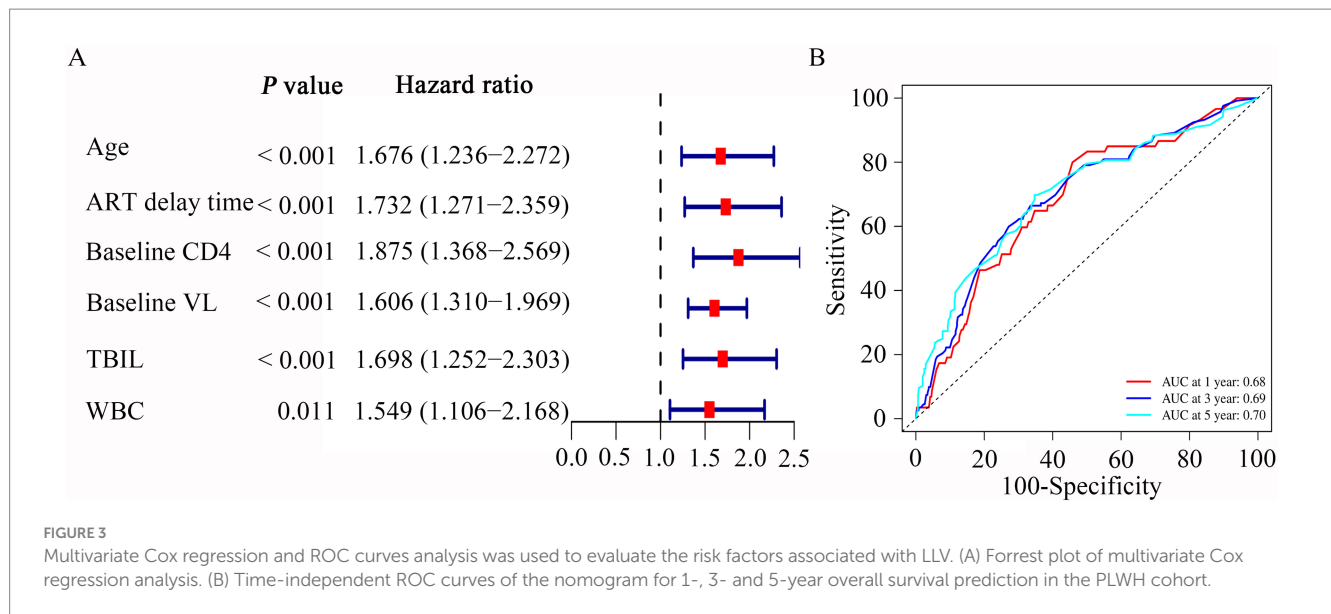 A
P value Hazard ratio
Age < 0.001 1.676 (1.236−2.272)
ART delay time < 0.001 1.732 (1.271−2.359)
Baseline CD4 < 0.001 1.875 (1.368−2.569)
Baseline VL < 0.001 1.606 (1.310−1.969)
TBIL < 0.001 1.698 (1.252−2.303)
WBC 0.011 1.549 (1.106−2.168)
0.0 0.5 1.0 1.5 2.0 2.5
B
Sensitivity
100
80
60
40
20
0
AUC at 1 year: 0.68
AUC at 3 year: 0.69
AUC at 5 year: 0.70
0 20 40 60 80 100
100-Specificity
FIGURE 3
Multivariate Cox regression and ROC curves analysis was used to evaluate the risk factors associated with LLV. (A) Forrest plot of multivariate Cox
regression analysis. (B) Time-independent ROC curves of the nomogram for 1-, 3- and 5-year overall survival prediction in the PLWH cohort.